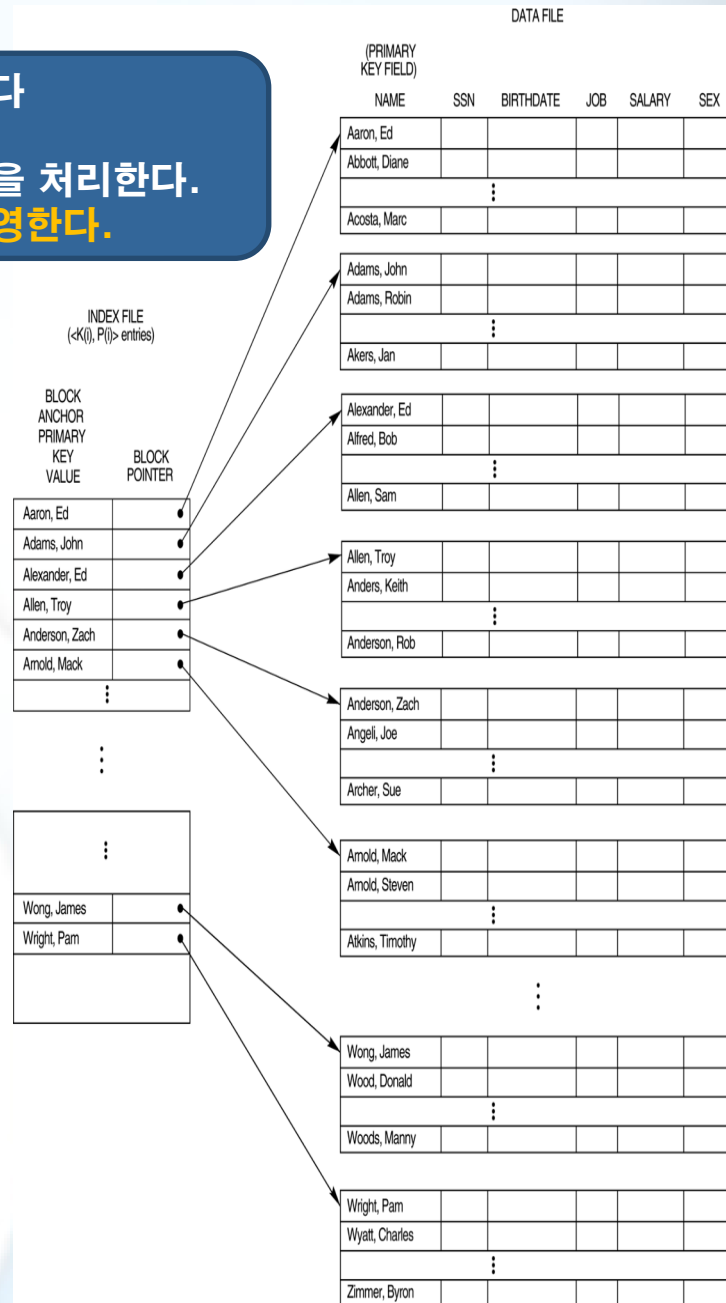 다
을 처리한다.
영한다.
DATA FILE
(PRIMARY
KEY FIELD)
NAME SSN BIRTHDATE JOB SALARY SEX
Aaron, Ed
Abbott, Diane
Acosta, Marc
Adams, John
Adams, Robin
Akers, Jan
Alexander, Ed
Alfred, Bob
Allen, Sam
Allen, Troy
Anders, Keith
Anderson, Rob
Anderson, Zach
Angeli, Joe
Archer, Sue
Arnold, Mack
Arnold, Steven
Atkins, Timothy
Wong, James
Wood, Donald
Woods, Manny
Wright, Pam
Wyatt, Charles
Zimmer, Byron
INDEX FILE
(<K(i), P(i)> entries)
BLOCK
ANCHOR
PRIMARY
KEY
VALUE
BLOCK
POINTER
Aaron, Ed
Adams, John
Alexander, Ed
Allen, Troy
Anderson, Zach
Arnold, Mack
Wong, James
Wright, Pam